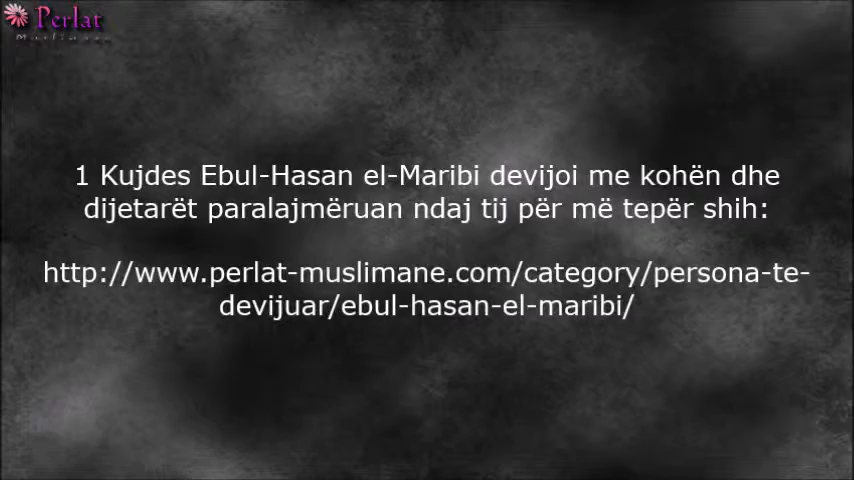 Perlat
Muslimane
1 Kujdes Ebul-Hasan el-Maribi devijoi me kohën dhe
dijetarët paralajmëruan ndaj tij për më tepër shih:
http://www.perlat-muslimane.com/category/persona-te-
devijuar/ebul-hasan-el-maribi/